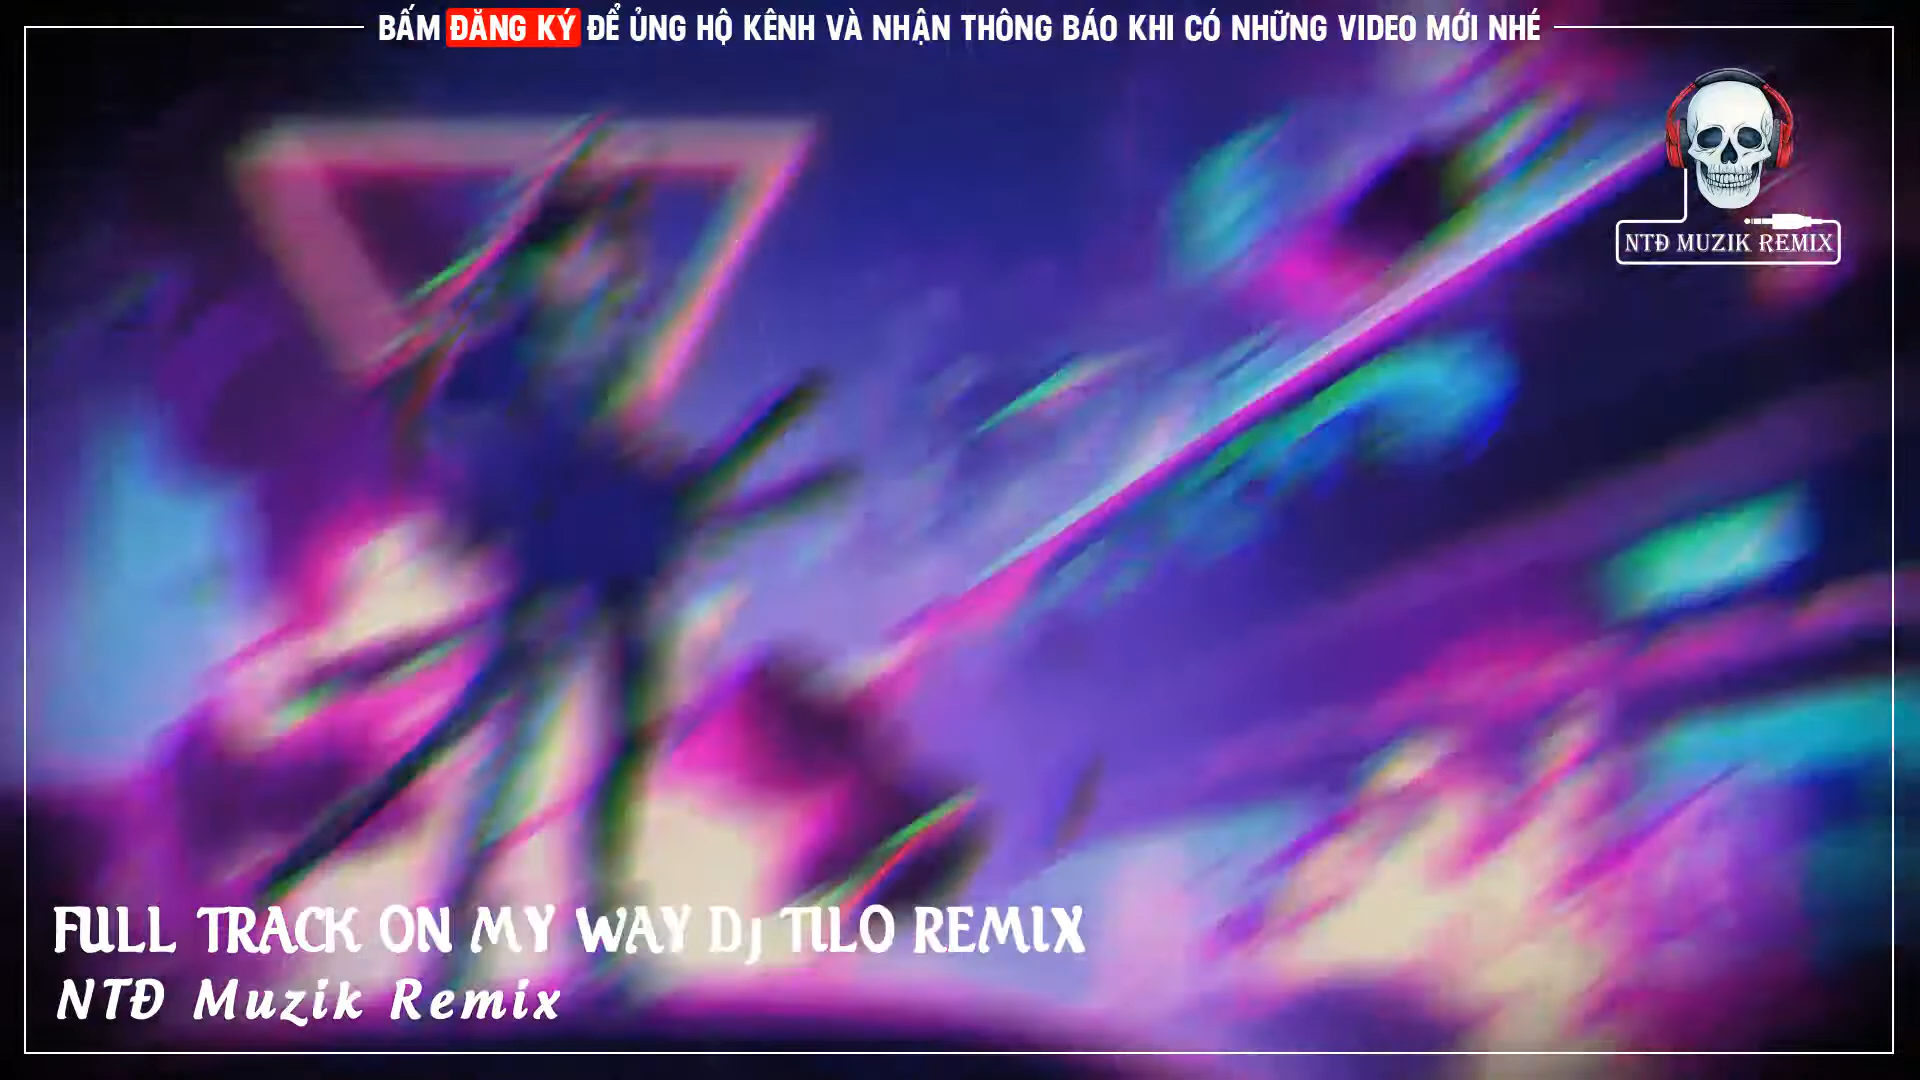 BẤM ĐĂNG KÝ ĐỂ ỦNG HỘ KÊNH VÀ NHẬN THÔNG BÁO KHI CÓ NHỮNG VIDEO MỚI NHÉ
NTĐ MUZIK REMIX
FULL TRACK ON MY WAY DJ TILO REMIX
NTĐ Muzik Remix